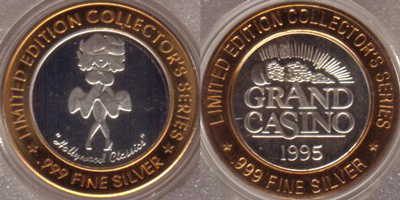 LIMITED EDITION COLLECTOR'S SERIES
"Hollywood Classics"
.999 FINE SILVER
LIMITED EDITION COLLECTOR'S SERIES
GRAND
CASINO
1995
.999 FINE SILVER